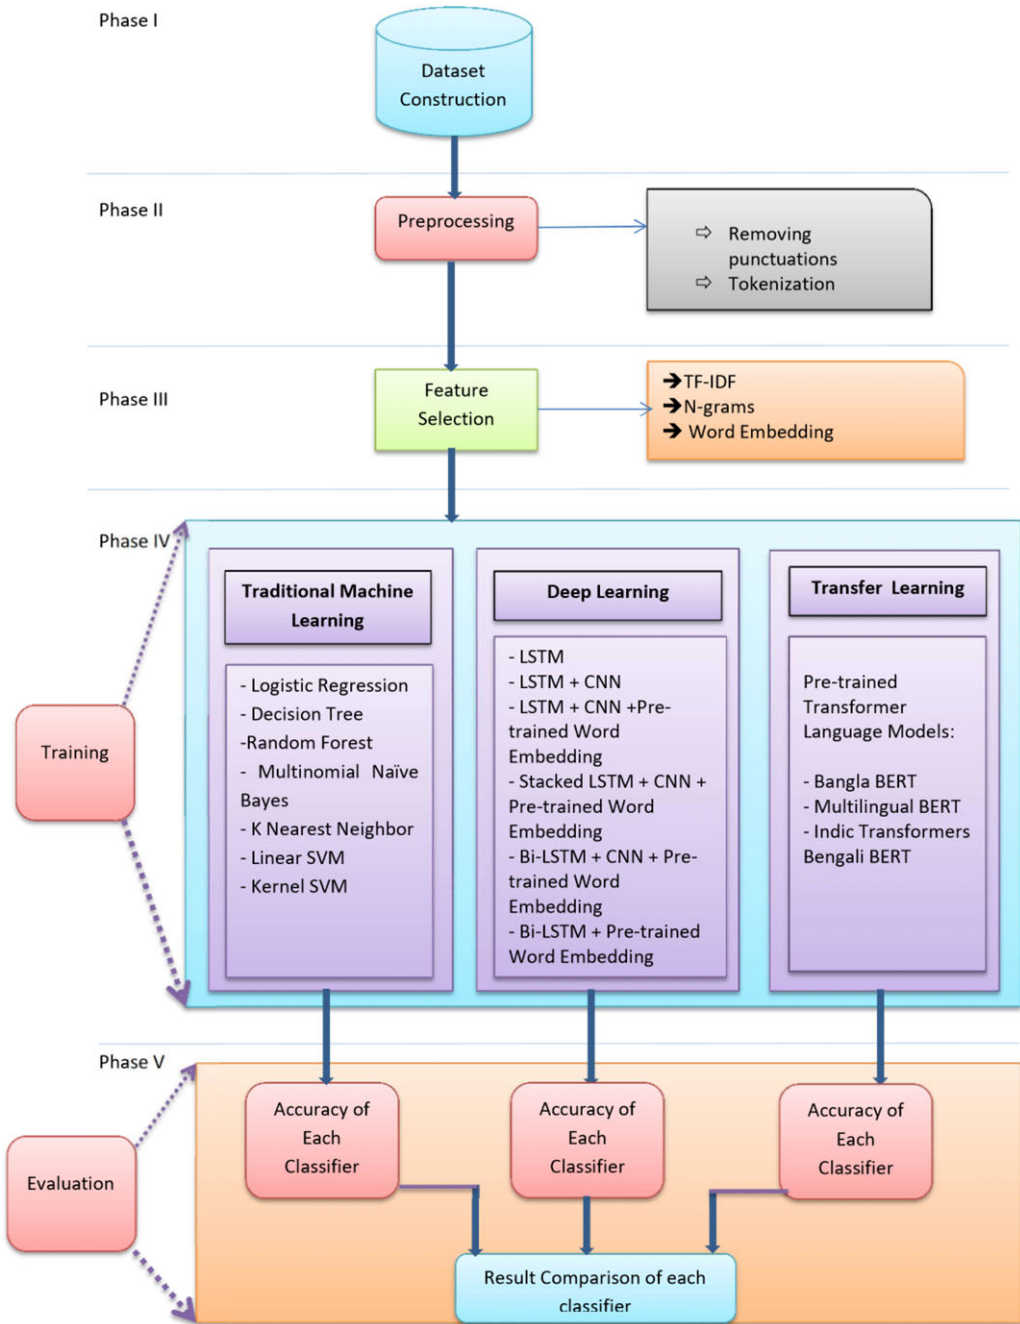 Phase I
Dataset
Construction
Phase II
Preprocessing
⇨ Removing
punctuations
⇨ Tokenization
Phase III
Feature
Selection
➔TF-IDF
➔N-grams
➔ Word Embedding
Phase IV
Training
Traditional Machine
Learning
- Logistic Regression
- Decision Tree
-Random Forest
- Multinomial Naïve
Bayes
- K Nearest Neighbor
- Linear SVM
- Kernel SVM
Deep Learning
- LSTM
- LSTM + CNN
- LSTM + CNN +Pre-
trained Word
Embedding
- Stacked LSTM + CNN +
Pre-trained Word
Embedding
- Bi-LSTM + CNN + Pre-
trained Word
Embedding
- Bi-LSTM + Pre-trained
Word Embedding
Transfer Learning
Pre-trained
Transformer
Language Models:
- Bangla BERT
- Multilingual BERT
- Indic Transformers
Bengali BERT
Phase V
Evaluation
Accuracy of
Each
Classifier
Accuracy of
Each
Classifier
Accuracy of
Each
Classifier
Result Comparison of each
classifier